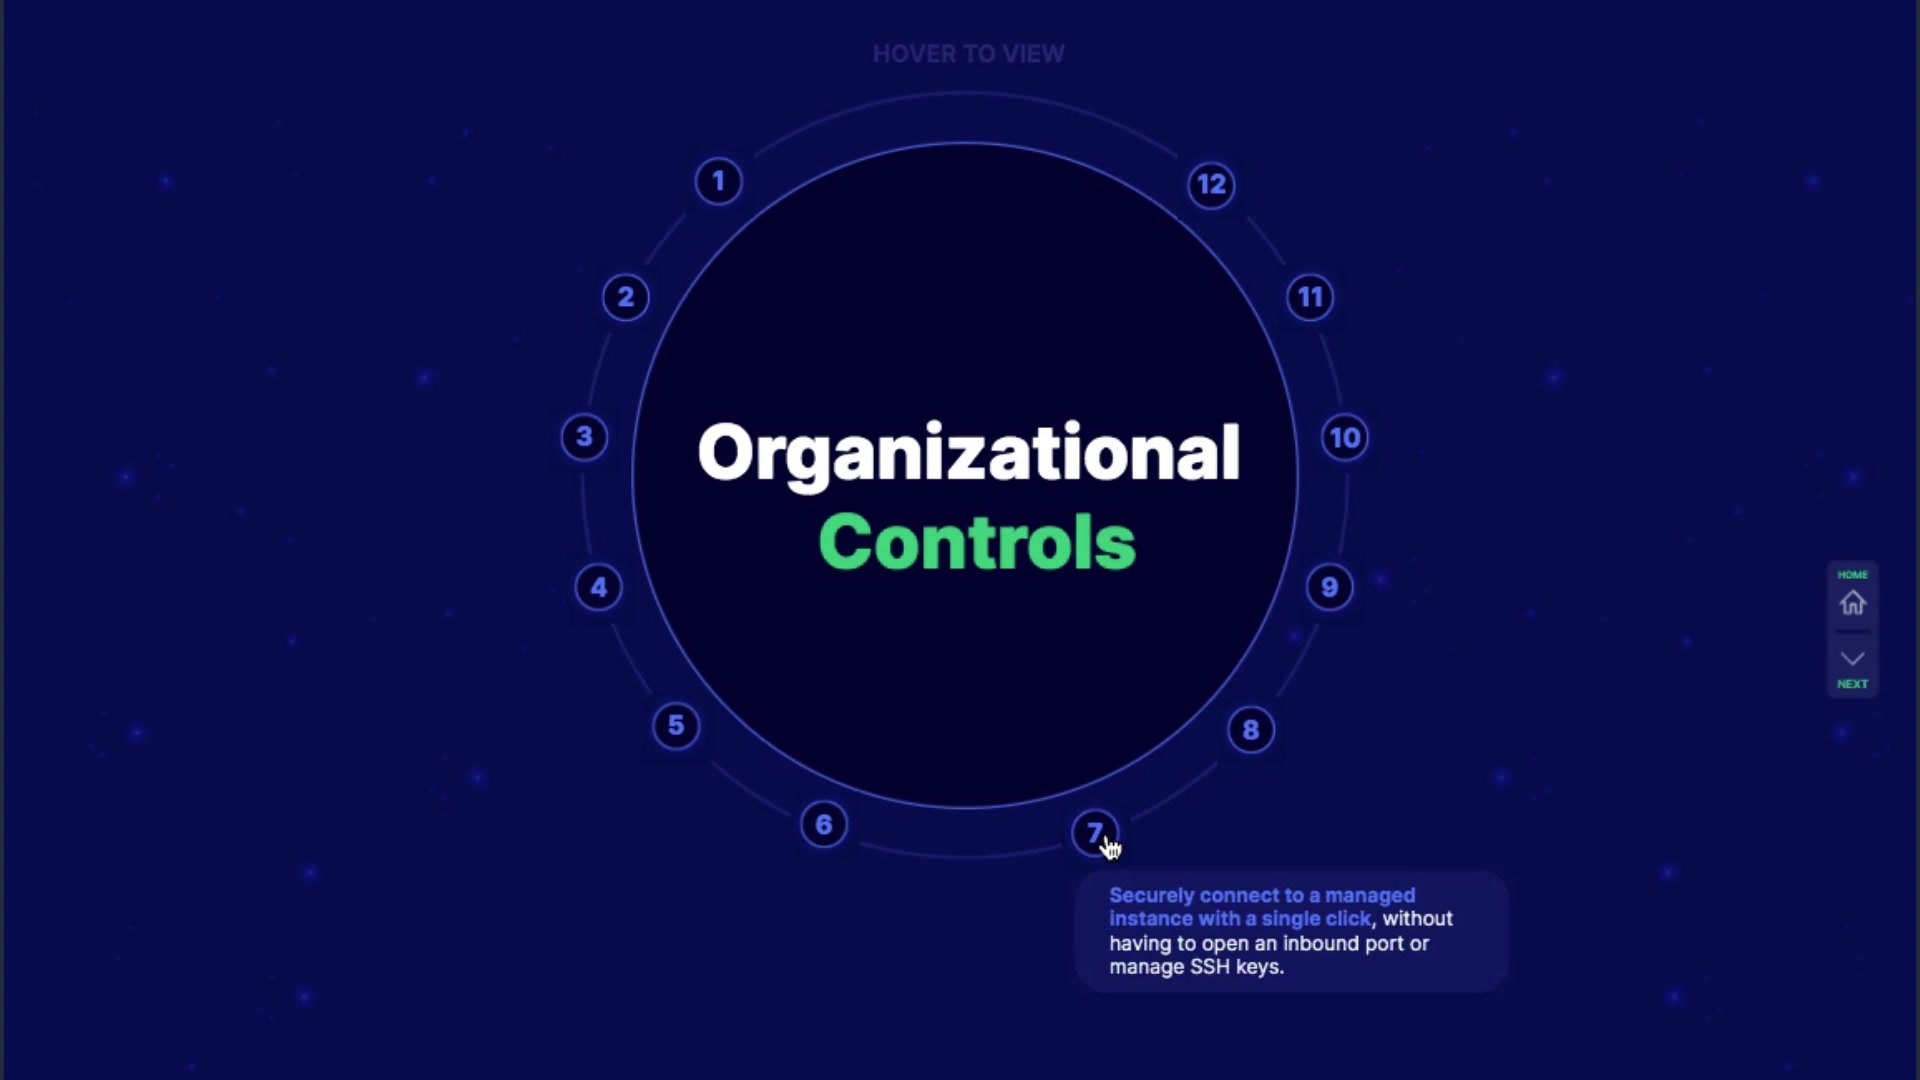 HOVER TO VIEW
1
12
2
11
3
10
Organizational
Controls
4
9
5
8
6
7
Securely connect to a managed
instance with a single click, without
having to open an inbound port or
manage SSH keys.
HOME
NEXT